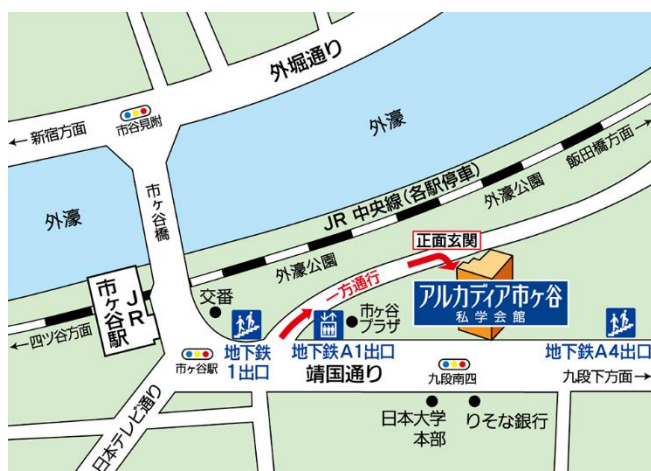 外堀通り
←新宿方面
市谷見附
外濠
飯田橋方面→
市ヶ谷橋
JR 中央線(各駅停車)
外濠公園
外濠
正面玄関
外濠公園
一方通行
アルカディア市ヶ谷
私学会館
JR
市ヶ谷駅
交番
市ヶ谷
プラザ
←四ツ谷方面
市ヶ谷駅
地下鉄
1出口
地下鉄A1出口
地下鉄A4出口
靖国通り
九段南四
九段下方面→
日本テレビ通り
日本大学
本部
りそな銀行